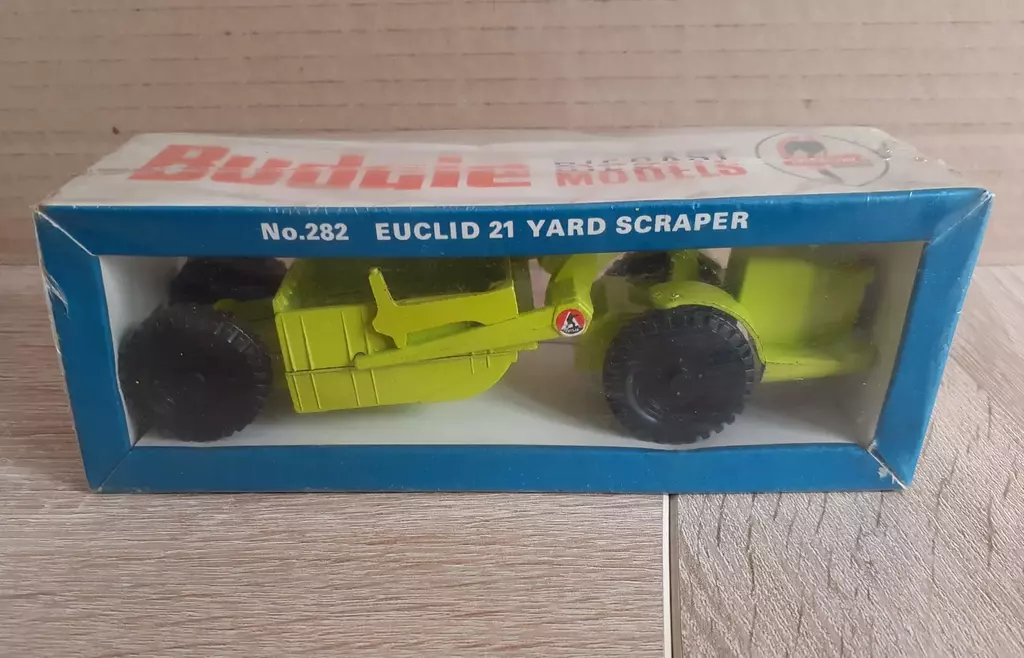 Budgie DIECAST
MODELS
No.282 EUCLID 21 YARD SCRAPER